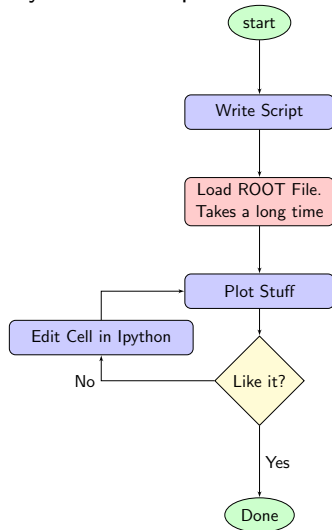 start
Write Script
Load ROOT File.
Takes a long time
Plot Stuff
Edit Cell in Ipython
Like it?
No
Yes
Done